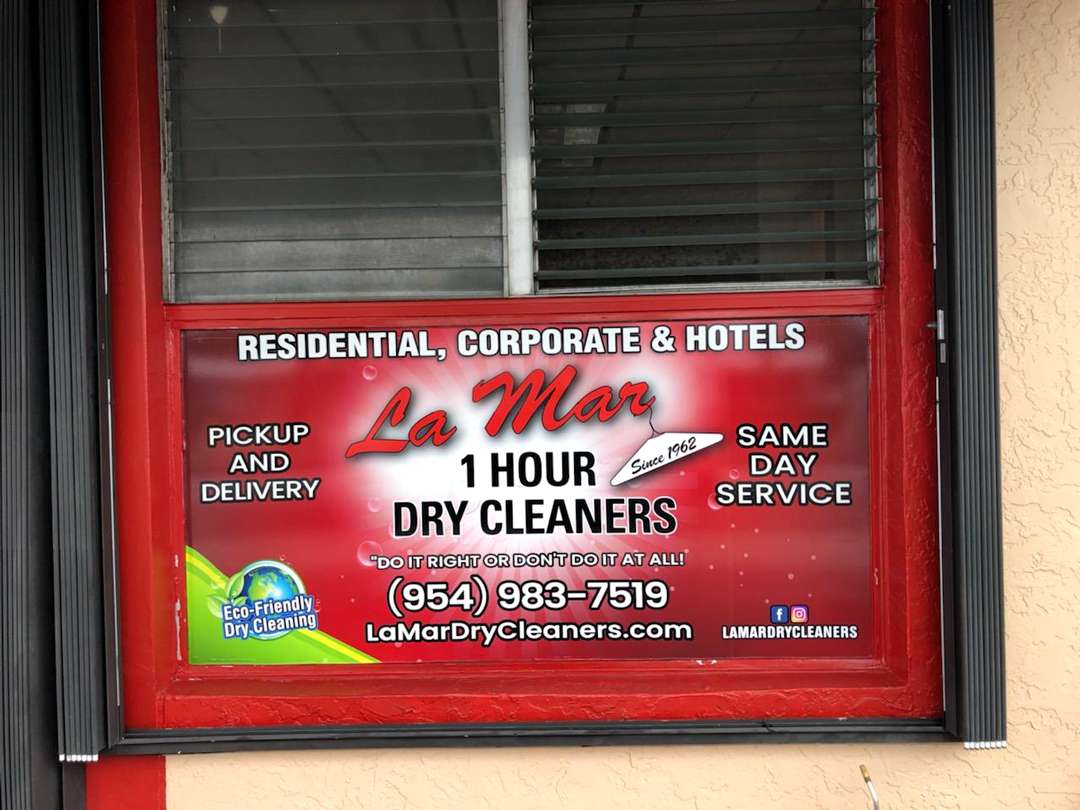 RESIDENTIAL, CORPORATE & HOTELS
La Mar
Since 1962
1 HOUR
DRY CLEANERS
PICKUP
AND
DELIVERY
SAME
DAY
SERVICE
"DO IT RIGHT OR DON'T DO IT AT ALL!
(954) 983-7519
LaMarDryCleaners.com
Eco-Friendly
Dry Cleaning
f
LAMARDRYCLEANERS